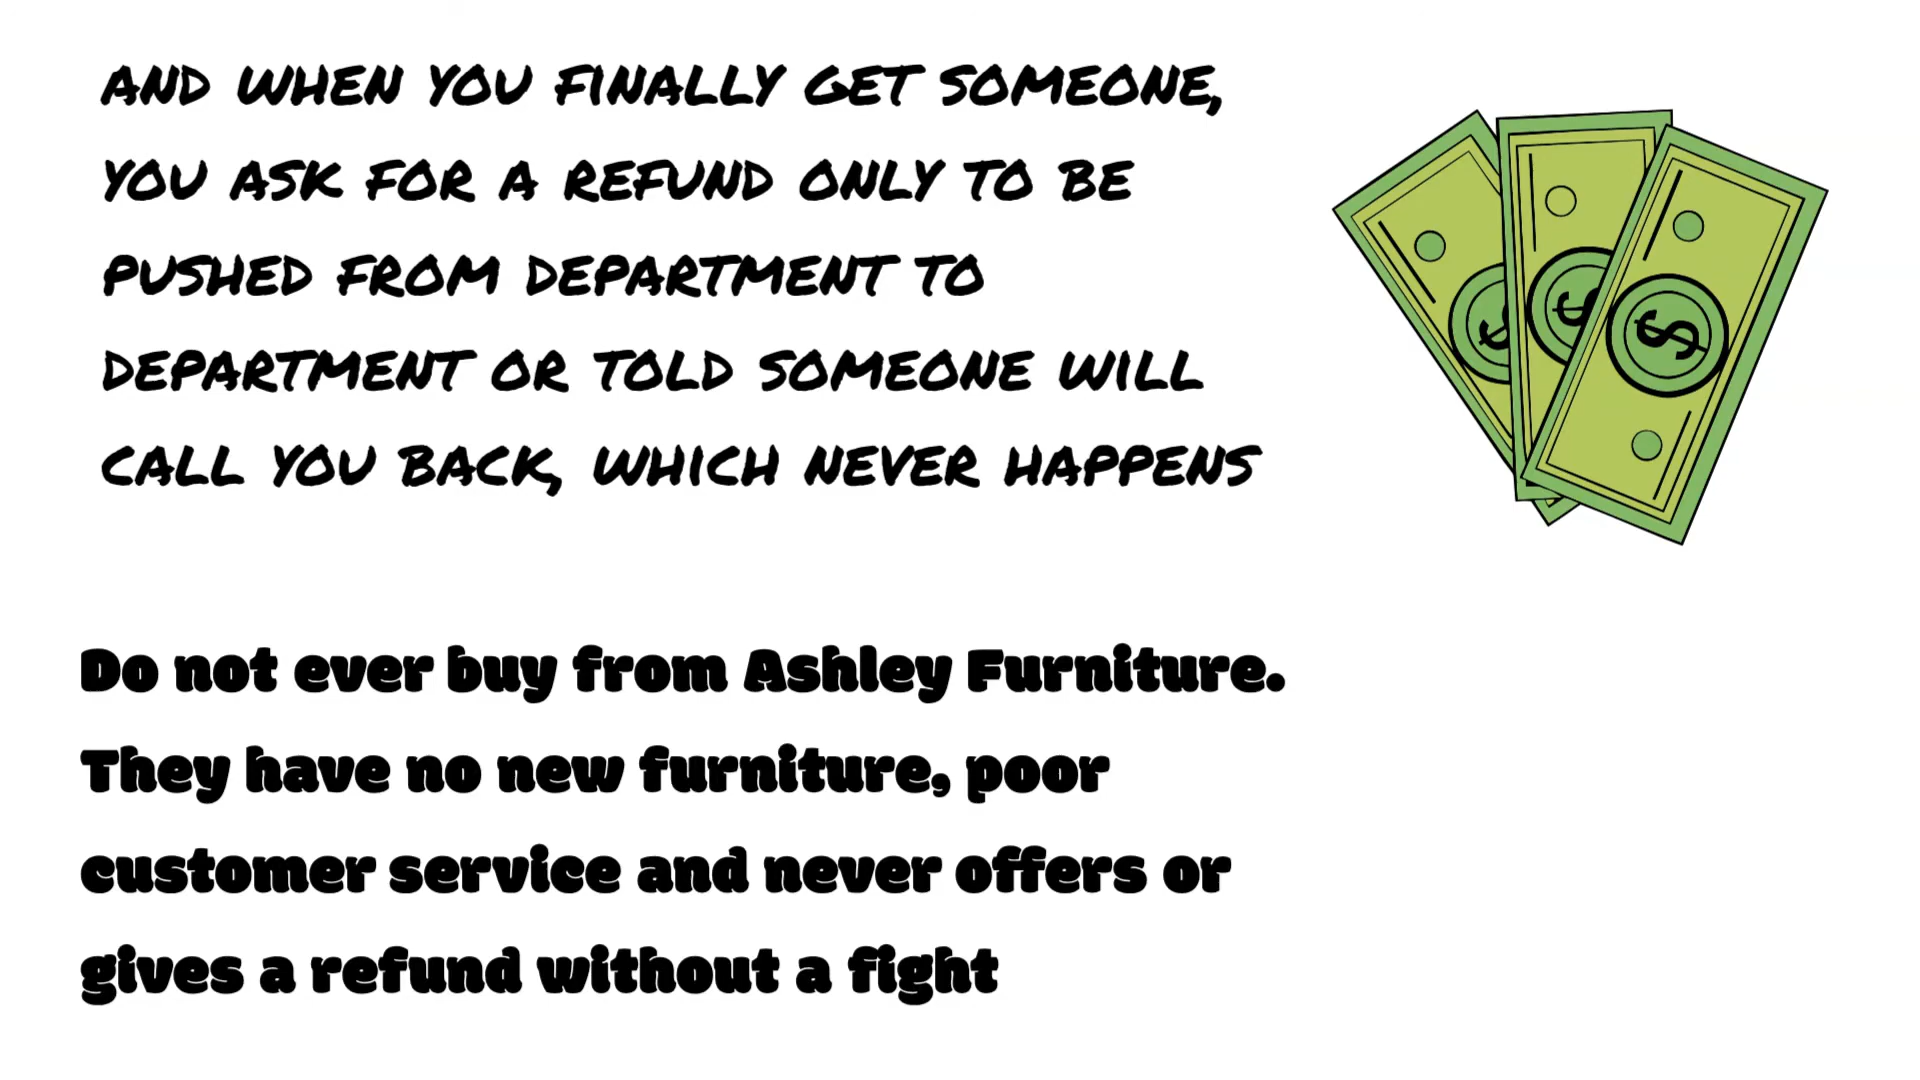 AND WHEN YOU FINALLY GET SOMEONE,
YOU ASK FOR A REFUND ONLY TO BE
PUSHED FROM DEPARTMENT TO
DEPARTMENT OR TOLD SOMEONE WILL
CALL YOU BACK, WHICH NEVER HAPPENS
Do not ever buy from Ashley Furniture.
They have no new furniture, poor
customer service and never offers or
gives a refund without a fight